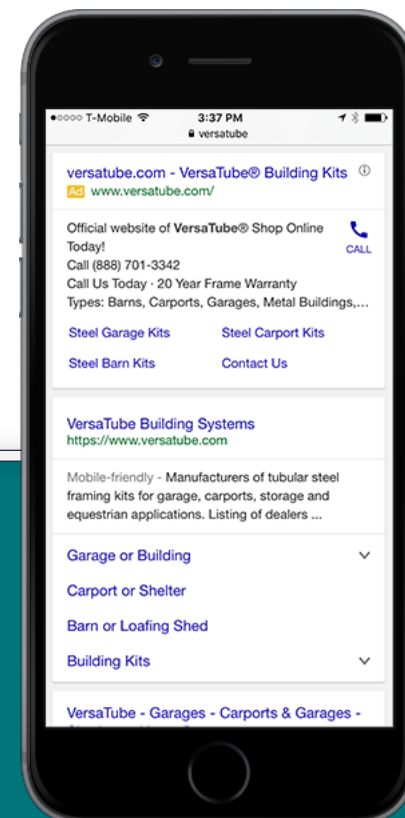 ●○○○○ T-Mobile 3:37 PM
versatube
versatube.com - VersaTube® Building Kits
Ad www.versatube.com/
Official website of VersaTube® Shop Online
Today!
CALL
Call (888) 701-3342
Call Us Today · 20 Year Frame Warranty
Types: Barns, Carports, Garages, Metal Buildings,...
Steel Garage Kits Steel Carport Kits
Steel Barn Kits Contact Us
VersaTube Building Systems
https://www.versatube.com
Mobile-friendly - Manufacturers of tubular steel
framing kits for garage, carports, storage and
equestrian applications. Listing of dealers ...
Garage or Building
Carport or Shelter
Barn or Loafing Shed
Building Kits
VersaTube - Garages - Carports & Garages -